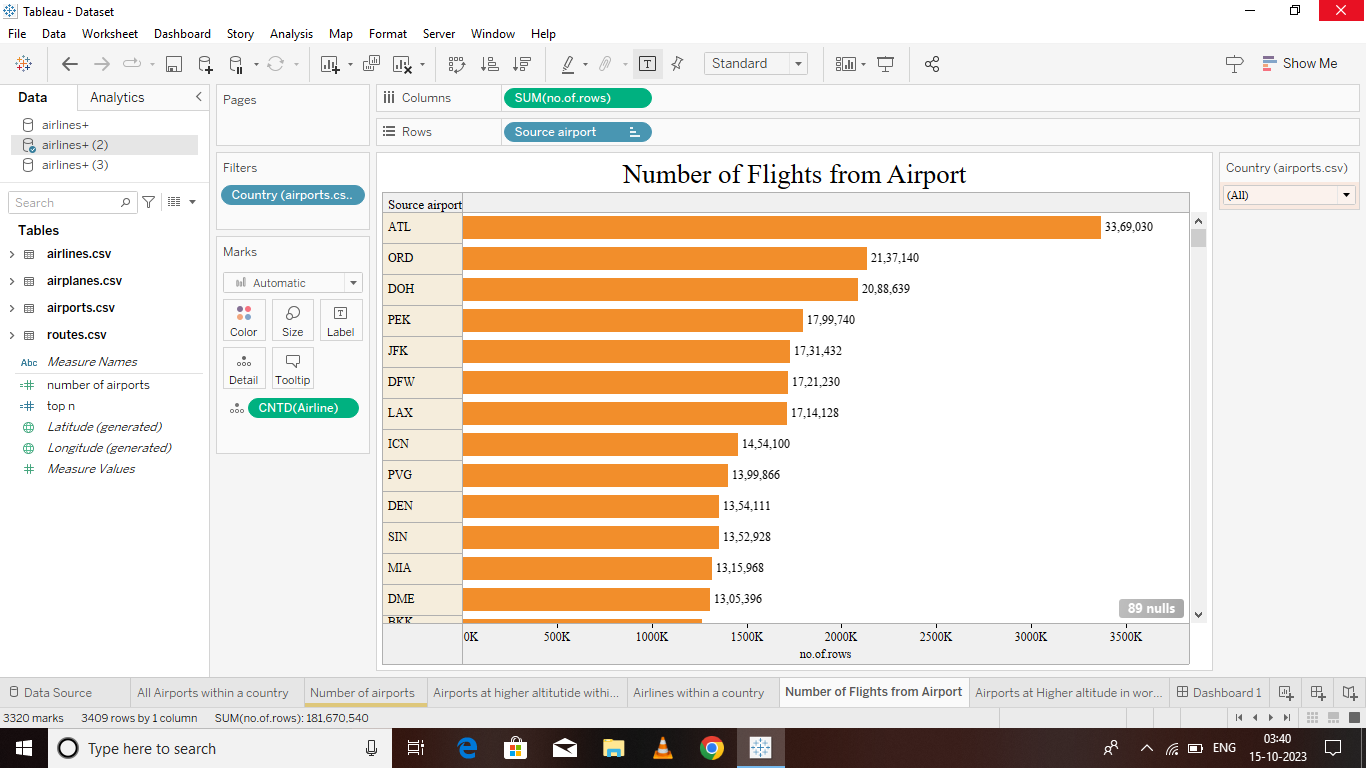 Tableau - Dataset
File Data Worksheet Dashboard Story Analysis Map Format Server Window Help
Standard
Show Me
Data Analytics
airlines+
airlines+ (2)
airlines+ (3)
Search
Tables
airlines.csv
airplanes.csv
airports.csv
routes.csv
Abc Measure Names
number of airports
top n
Latitude (generated)
Longitude (generated)
Measure Values
Pages
Filters
Country (airports.cs..
Marks
Automatic
Color Size Label
Detail Tooltip
CNTD(Airline)
Columns SUM(no.of.rows)
Rows Source airport
Number of Flights from Airport
Source airport
ATL 33,69,030
ORD 21,37,140
DOH 20,88,639
PEK 17,99,740
JFK 17,31,432
DFW 17,21,230
LAX 17,14,128
ICN 14,54,100
PVG 13,99,866
DEN 13,54,111
SIN 13,52,928
MIA 13,15,968
DME 13,05,396
BKK
89 nulls
0K 500K 1000K 1500K 2000K 2500K 3000K 3500K
no.of.rows
Country (airports.csv)
(All)
Data Source All Airports within a country Number of airports Airports at higher altitutide withi... Airlines within a country Number of Flights from Airport Airports at Higher altitude in wor... Dashboard 1
3320 marks 3409 rows by 1 column SUM(no.of.rows): 181,670,540
Type here to search
ENG
03:40
15-10-2023